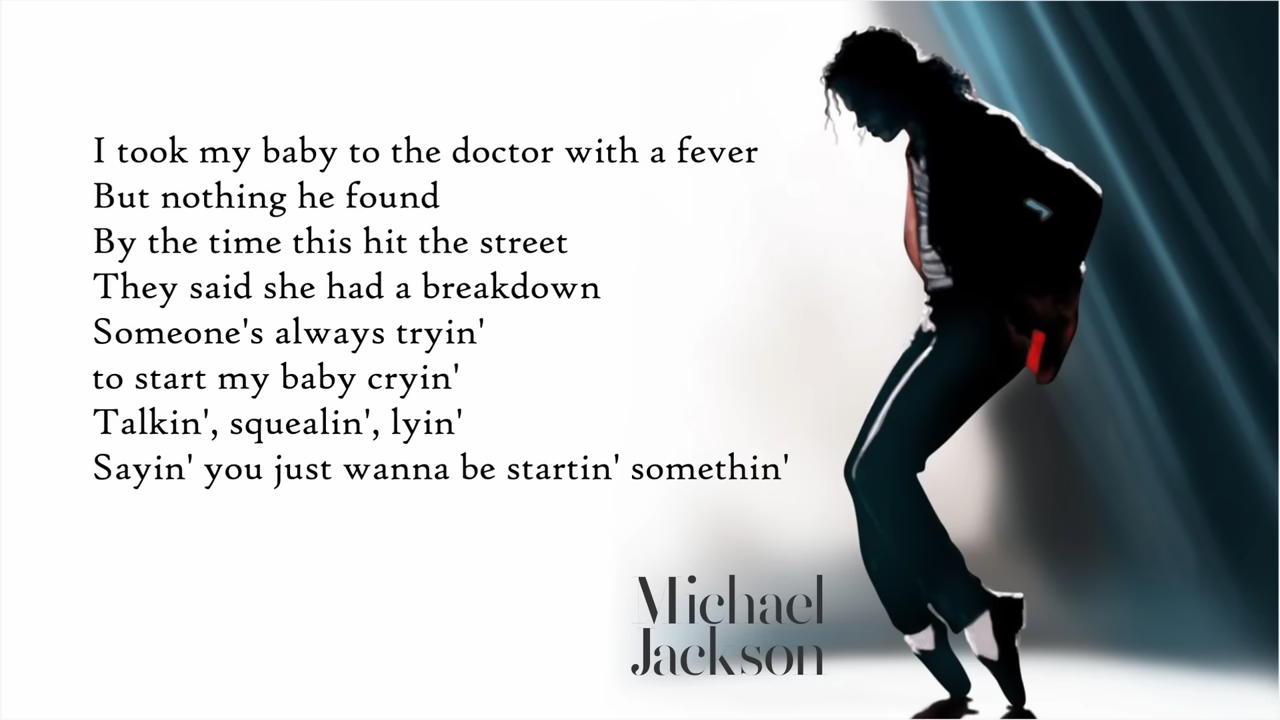 I took my baby to the doctor with a fever
But nothing he found
By the time this hit the street
They said she had a breakdown
Someone's always tryin'
to start my baby cryin'
Talkin', squealin', lyin'
Sayin' you just wanna be startin' somethin'
Michael
Jackson